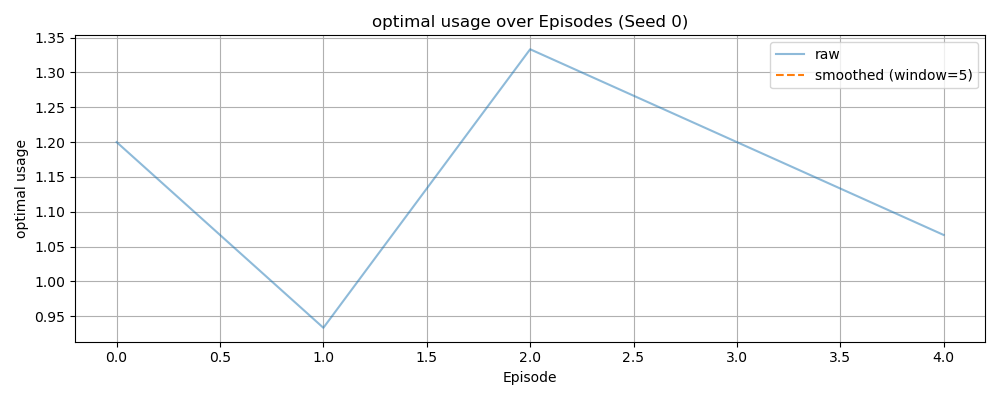 optimal usage over Episodes (Seed 0)
raw
smoothed (window=5)
optimal usage
1.35
1.30
1.25
1.20
1.15
1.10
1.05
1.00
0.95
0.0 0.5 1.0 1.5 2.0 2.5 3.0 3.5 4.0
Episode